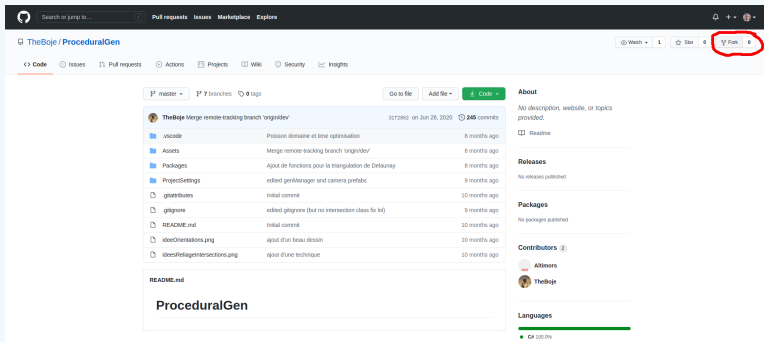 Search or jump to... /
Pull requests Issues Marketplace Explore
TheBoje / ProceduralGen
Watch 1 Star 0 Fork 0
Code Issues Pull requests Actions Projects Wiki Security Insights
master 7 branches 0 tags Go to file Add file Code
TheBoje Merge remote-tracking branch 'origin/dev' on Jun 26, 2020 245 commits
.vscode Poisson domaine et time optimisation 8 months ago
Assets Merge remote-tracking branch 'origin/dev' 8 months ago
Packages Ajout de fonctions pour la triangulation de Delaunay 8 months ago
ProjectSettings edited genManager and camera prefabs 9 months ago
.gitattributes Initial commit 10 months ago
.gitignore edited gitignore (but no intersection class fix lol) 9 months ago
README.md Initial commit 10 months ago
ideeOrientations.png ajout d'un beau dessin 10 months ago
ideesReliageIntersections.png ajout d'une technique 10 months ago
README.md
ProceduralGen
About
No description, website, or topics
provided.
Readme
Releases
No releases published
Packages
No packages published
Contributors 2
Altimors
TheBoje
Languages
C# 100.0%